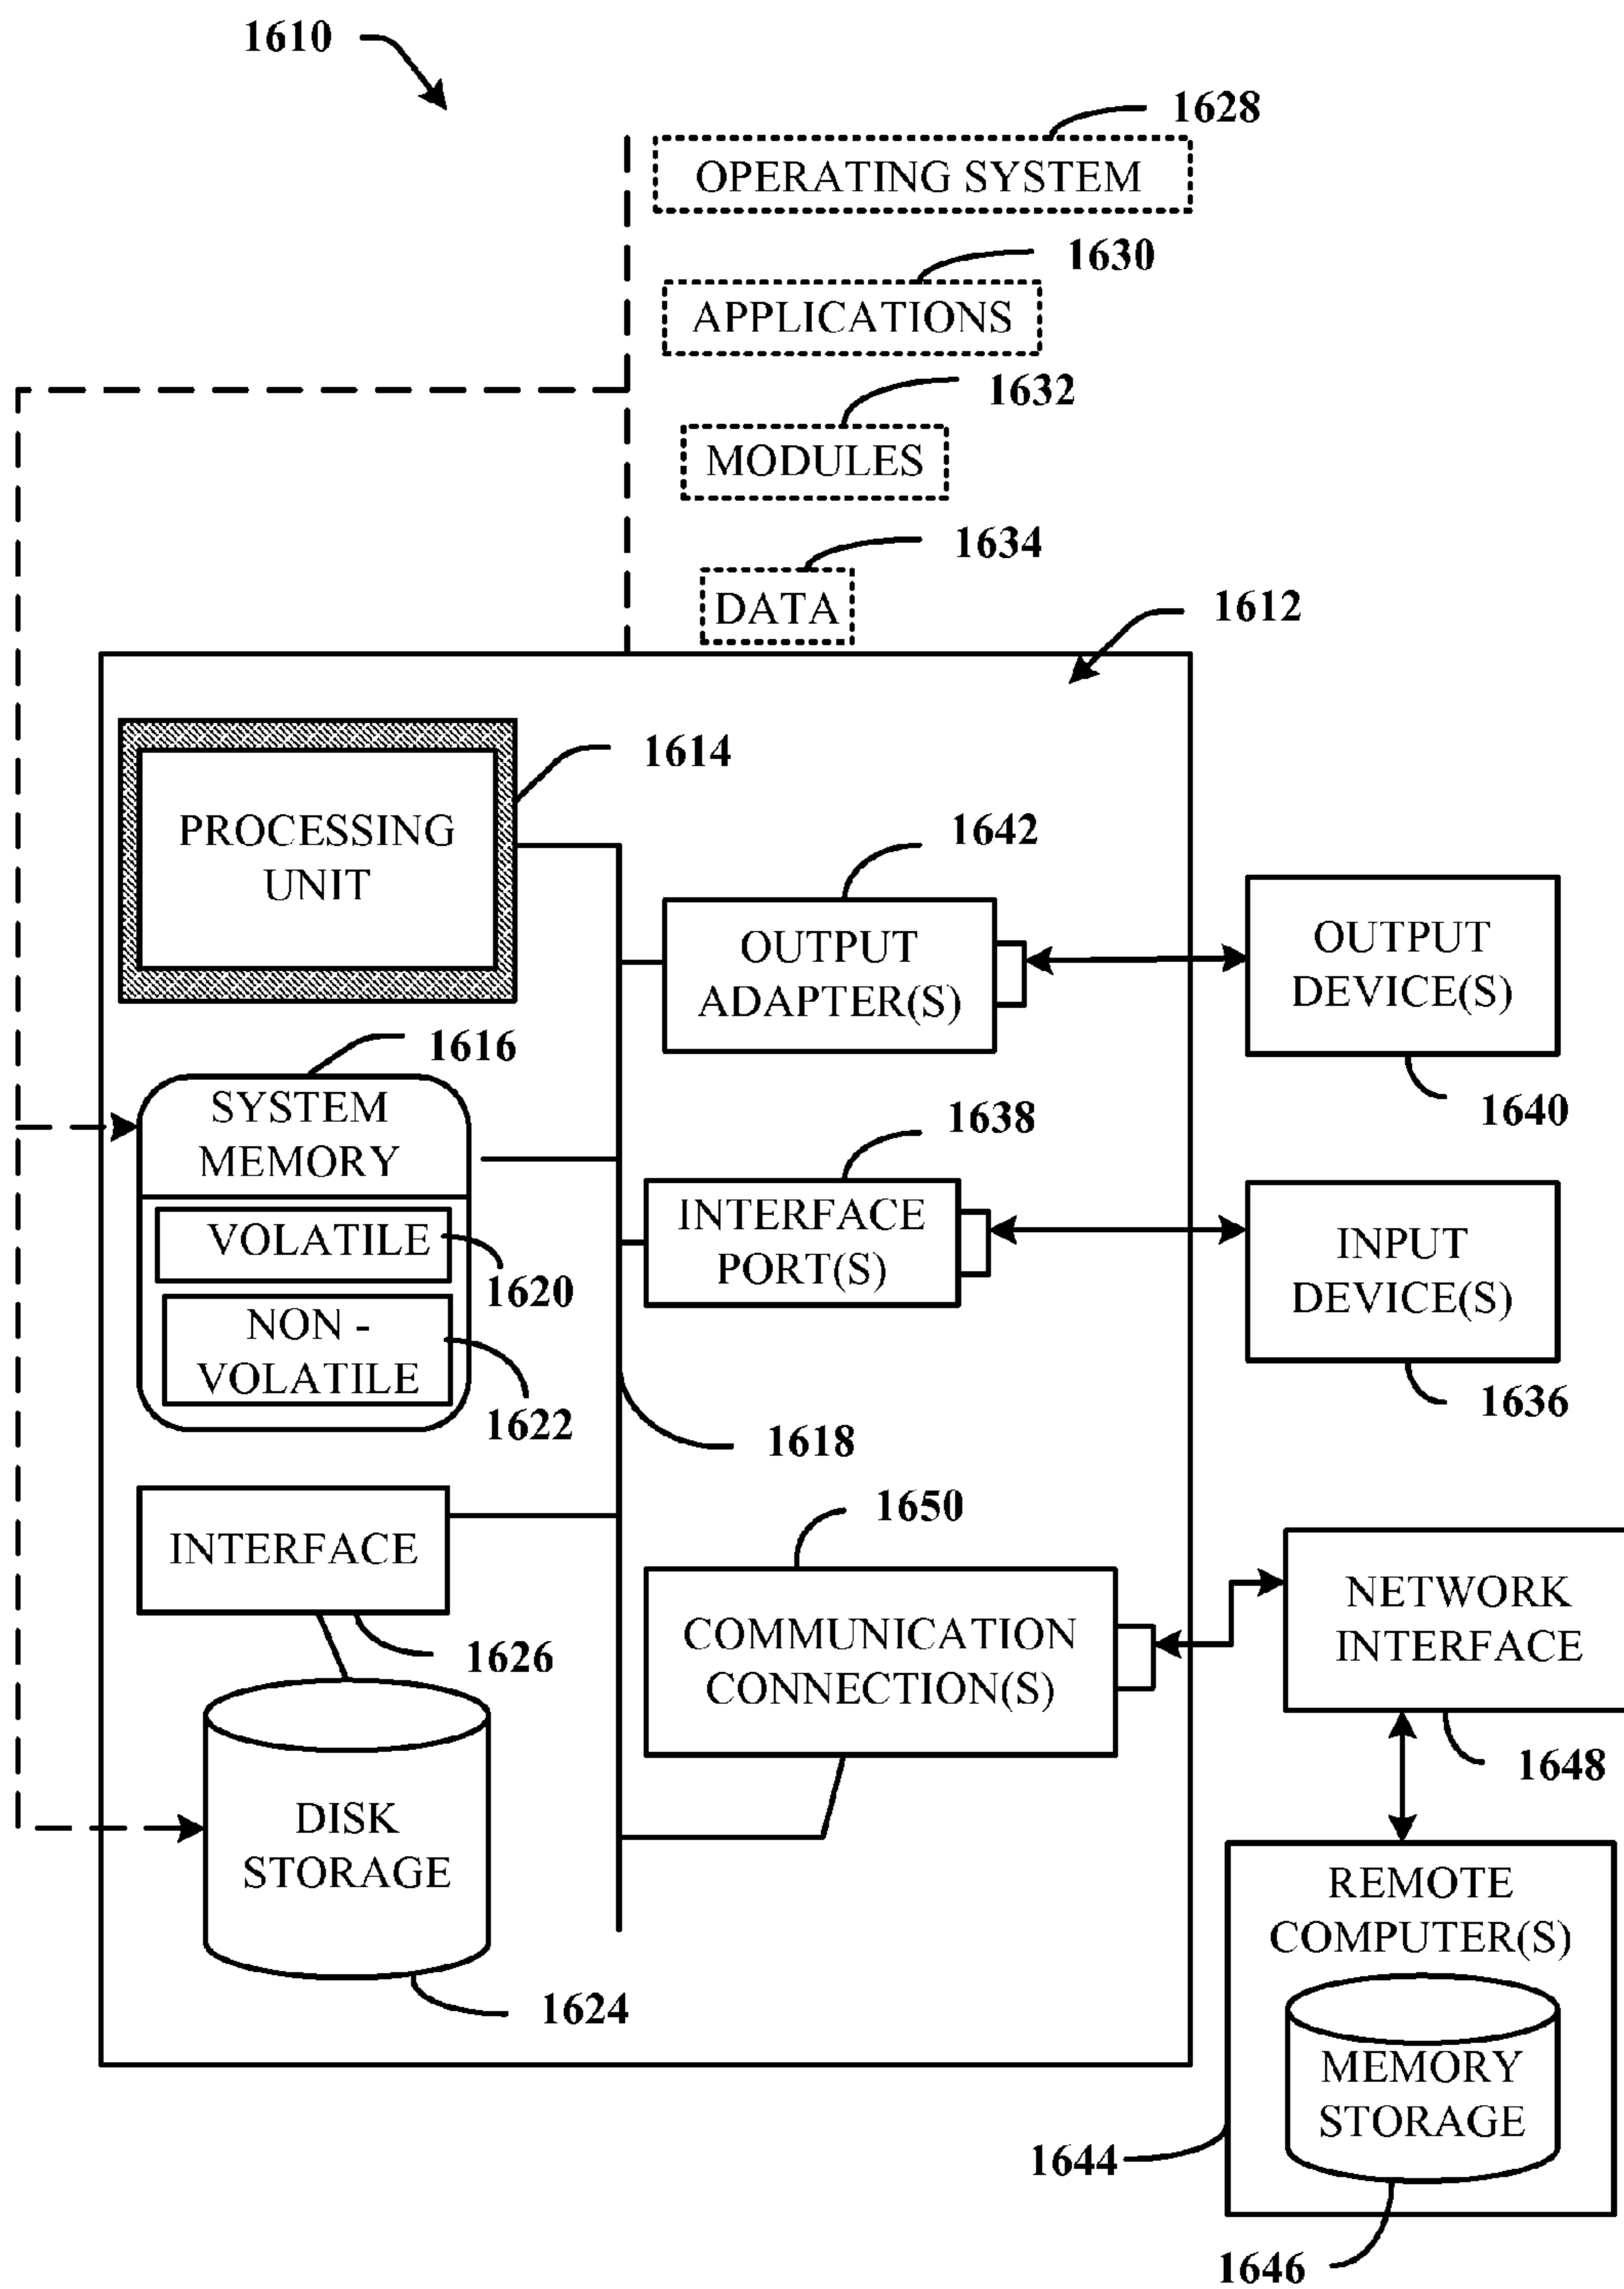 1610
1628
OPERATING SYSTEM
1630
APPLICATIONS
1632
MODULES
1634
DATA
1612
1614
PROCESSING
UNIT
1642
OUTPUT
ADAPTER(S)
OUTPUT
DEVICE(S)
1640
1616
SYSTEM
MEMORY
VOLATILE
1620
NON -
VOLATILE
1622
1638
INTERFACE
PORT(S)
INPUT
DEVICE(S)
1636
1618
INTERFACE
1626
1650
COMMUNICATION
CONNECTION(S)
NETWORK
INTERFACE
1648
DISK
STORAGE
1624
REMOTE
COMPUTER(S)
MEMORY
STORAGE
1644
1646